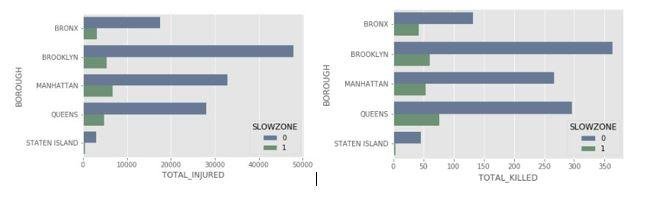 BOROUGH
BRONX
BROOKLYN
MANHATTAN
QUEENS
STATEN ISLAND
SLOWZONE
0
1
0
10000
20000
30000
40000
50000
TOTAL_INJURED
BOROUGH
BRONX
BROOKLYN
MANHATTAN
QUEENS
STATEN ISLAND
SLOWZONE
0
1
0
50
100
150
200
250
300
350
TOTAL_KILLED